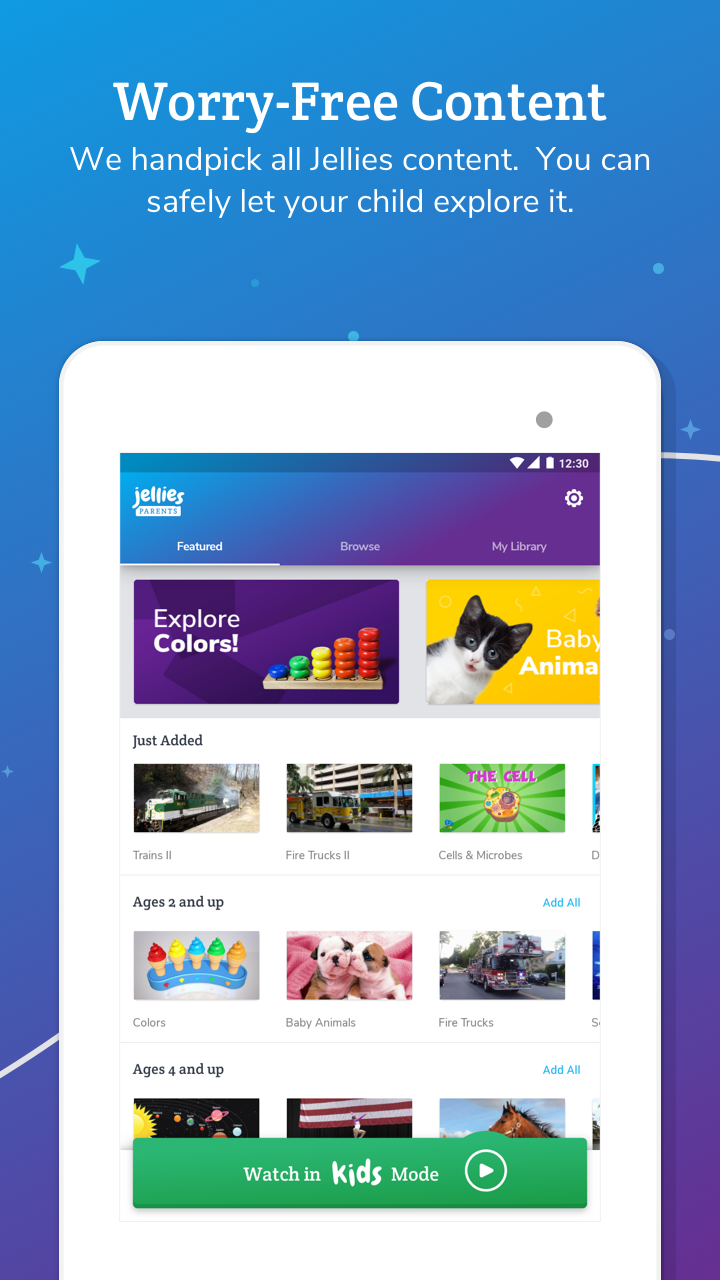 Worry-Free Content
We handpick all Jellies content.  You can
safely let your child explore it.
12:30
jellies
PARENTS
Featured
Browse
My Library
Explore
Colors!
Baby
Anima
Just Added
THE CELL
Trains II
Fire Trucks II
Cells & Microbes
D
Ages 2 and up
Add All
Colors
Baby Animals
Fire Trucks
Ages 4 and up
Add All
Watch in kids Mode